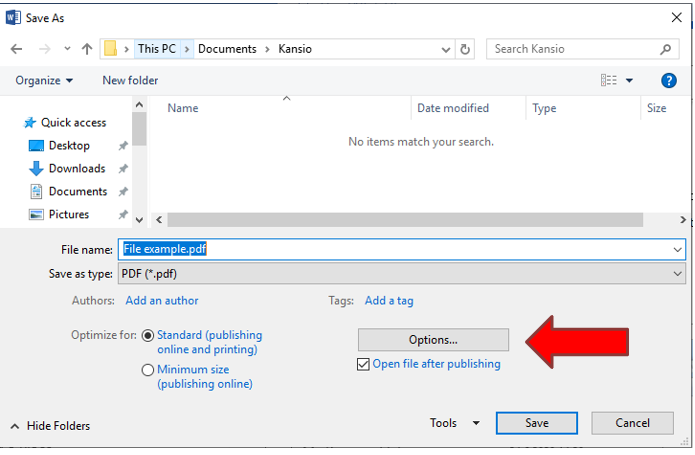 Save As
This PC > Documents > Kansio
Search Kansio
Organize
New folder
Name
Date modified
Type
Size
No items match your search.
Quick access
Desktop
Downloads
Documents
Pictures
File name: File example.pdf
Save as type: PDF (*.pdf)
Authors: Add an author
Tags: Add a tag
Optimize for: Standard (publishing
online and printing)
Minimum size
(publishing online)
Options...
Open file after publishing
Hide Folders
Tools
Save
Cancel